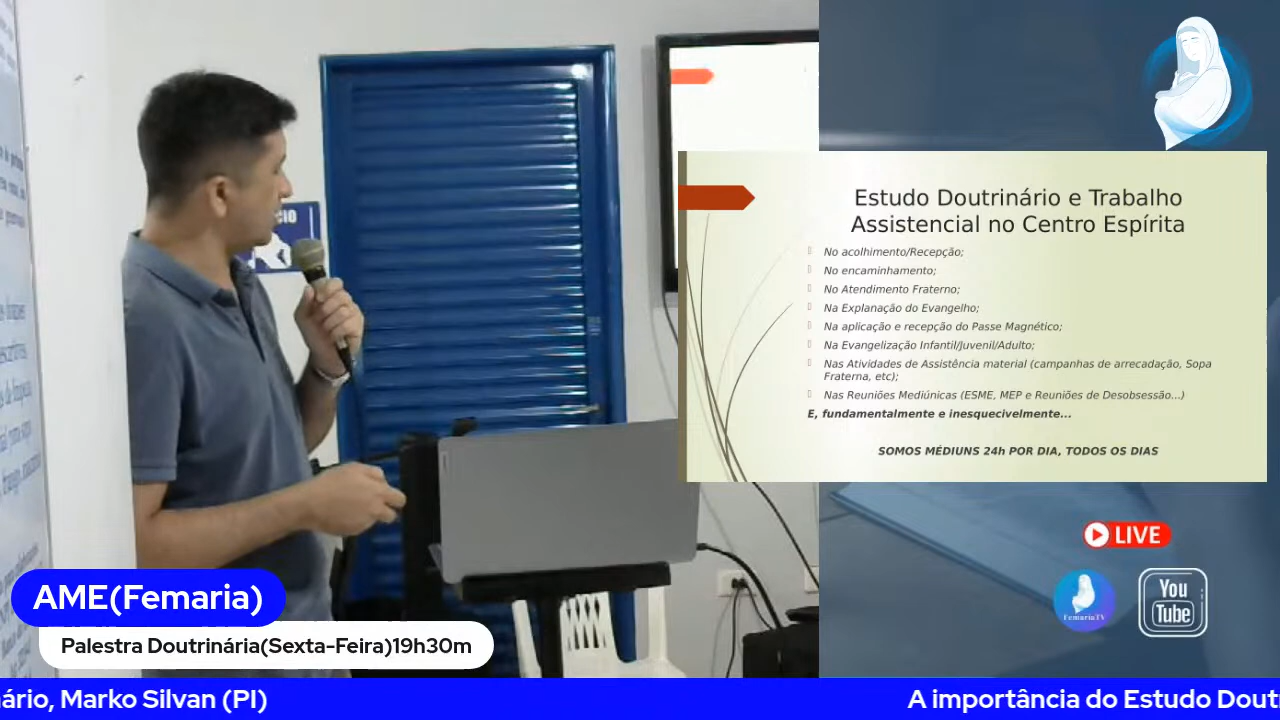 CIO
Estudo Doutrinário e Trabalho
Assistencial no Centro Espírita
No acolhimento/Recepção;
No encaminhamento;
No Atendimento Fraterno;
Na Explanação do Evangelho;
Na aplicação e recepção do Passe Magnético;
Na Evangelização Infantil/Juvenil/Adulto;
Nas Atividades de Assistência material (campanhas de arrecadação, Sopa
Fraterna, etc);
Nas Reuniões Mediúnicas (ESME, MEP e Reuniões de Desobsessão...)
E, fundamentalmente e inesquecivelmente...
SOMOS MÉDIUNS 24h POR DIA, TODOS OS DIAS
LIVE
FemariaTV
You
Tube
AME(Femaria)
Palestra Doutrinária(Sexta-Feira)19h30m
ário, Marko Silvan (PI)
A importância do Estudo Dout